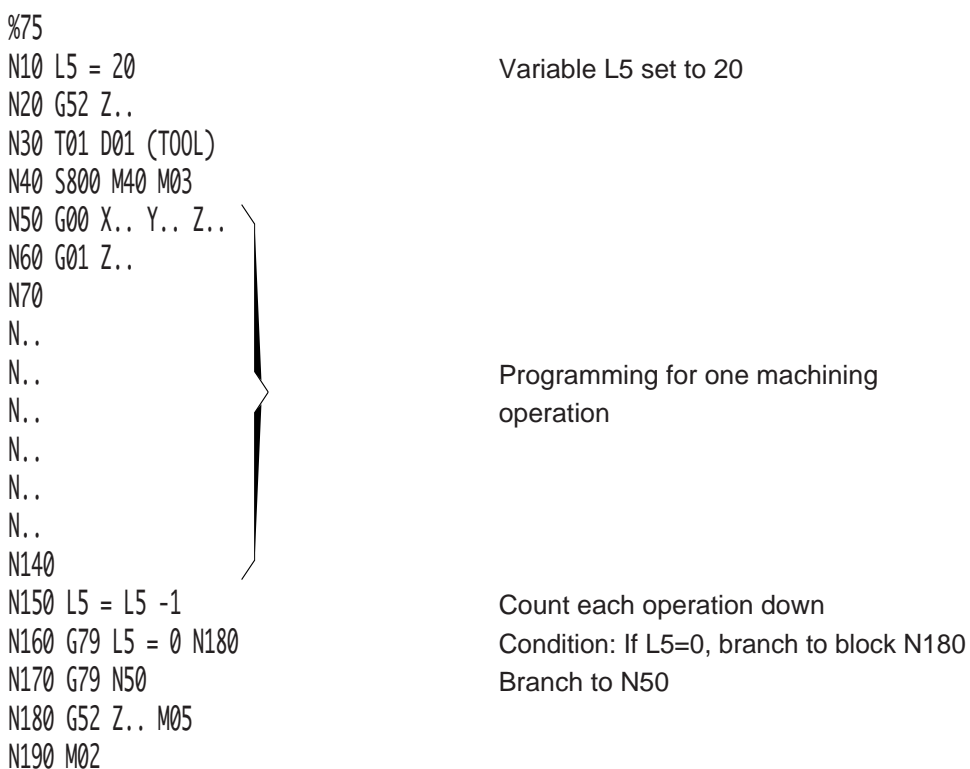 %75
N10 L5 = 20 Variable L5 set to 20
N20 G52 Z..
N30 T01 D01 (TOOL)
N40 S800 M40 M03
N50 G00 X.. Y.. Z..
N60 G01 Z..
N70
N..
N.. Programming for one machining
N.. operation
N..
N..
N..
N140
N150 L5 = L5 -1 Count each operation down
N160 G79 L5 = 0 N180 Condition: If L5=0, branch to block N180
N170 G79 N50 Branch to N50
N180 G52 Z.. M05
N190 M02